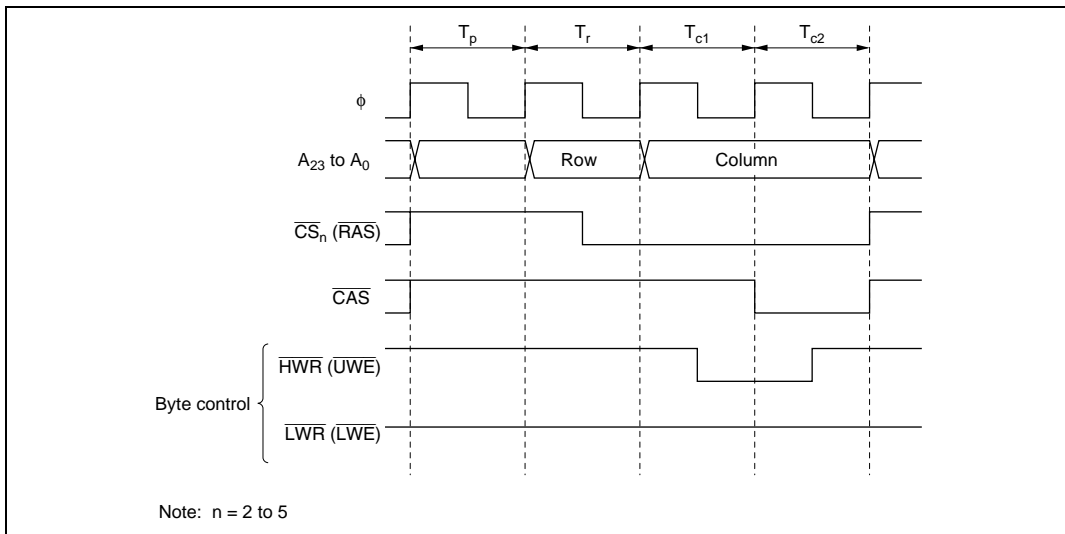 Tp Tr Tc1 Tc2
ϕ
A23 to A0 Row Column
CSn (RAS)
CAS
HWR (UWE)
Byte control
LWR (LWE)
Note: n = 2 to 5